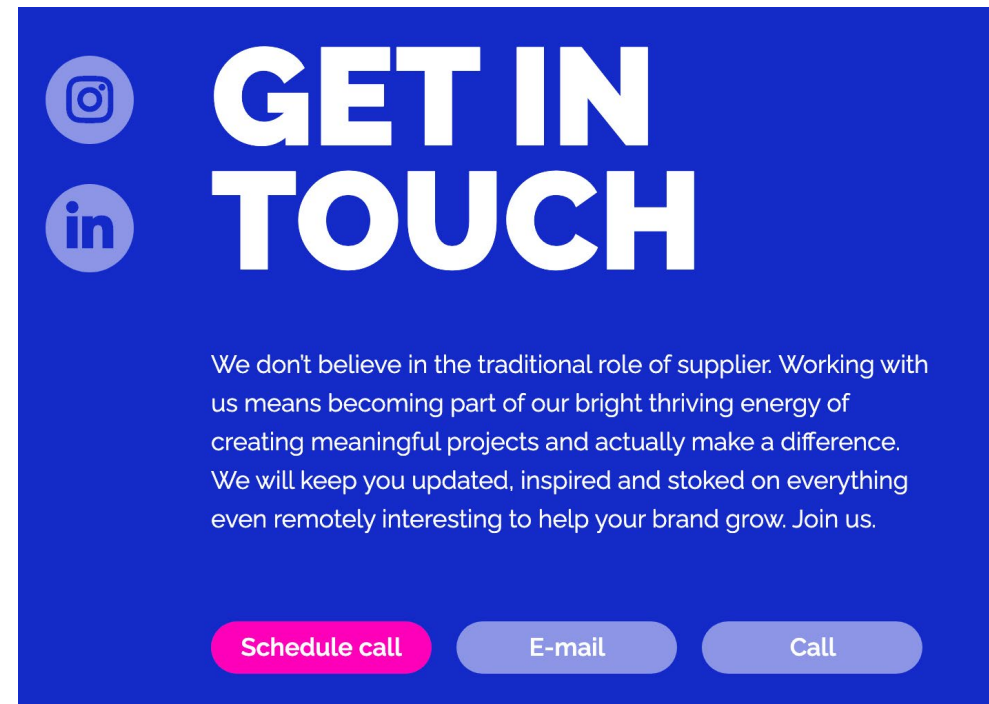 GET IN
TOUCH
We don't believe in the traditional role of supplier. Working with
us means becoming part of our bright thriving energy of
creating meaningful projects and actually make a difference.
We will keep you updated, inspired and stoked on everything
even remotely interesting to help your brand grow. Join us.
Schedule call
E-mail
Call